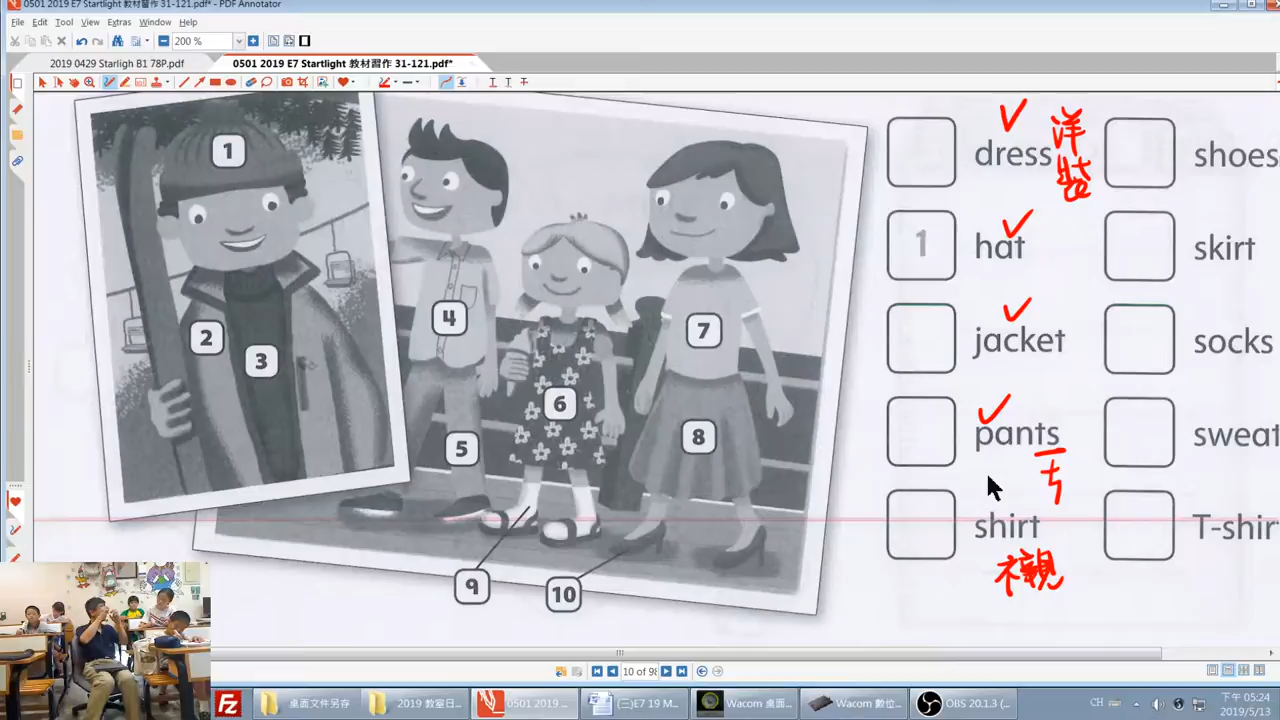 0501 2019 E7 Startlight 教材習作 31-121.pdf* - PDF Annotator
File Edit Tool View Extras Window Help
200 %
2019 0429 Starligh B1 78P.pdf
0501 2019 E7 Startlight 教材習作 31-121.pdf*
1
2
3
4
5
6
7
8
9
10
dress 洋裝
1 hat
jacket
pants
ㄘ
shirt
shoes
skirt
socks
sweat
T-shir
10 of 98
桌面文件另存
2019 教室日...
0501 2019 ...
(三)E7 19 M...
Wacom 桌面...
Wacom 數位...
OBS 20.1.3 (...
CH
下午 05:24
2019/5/13